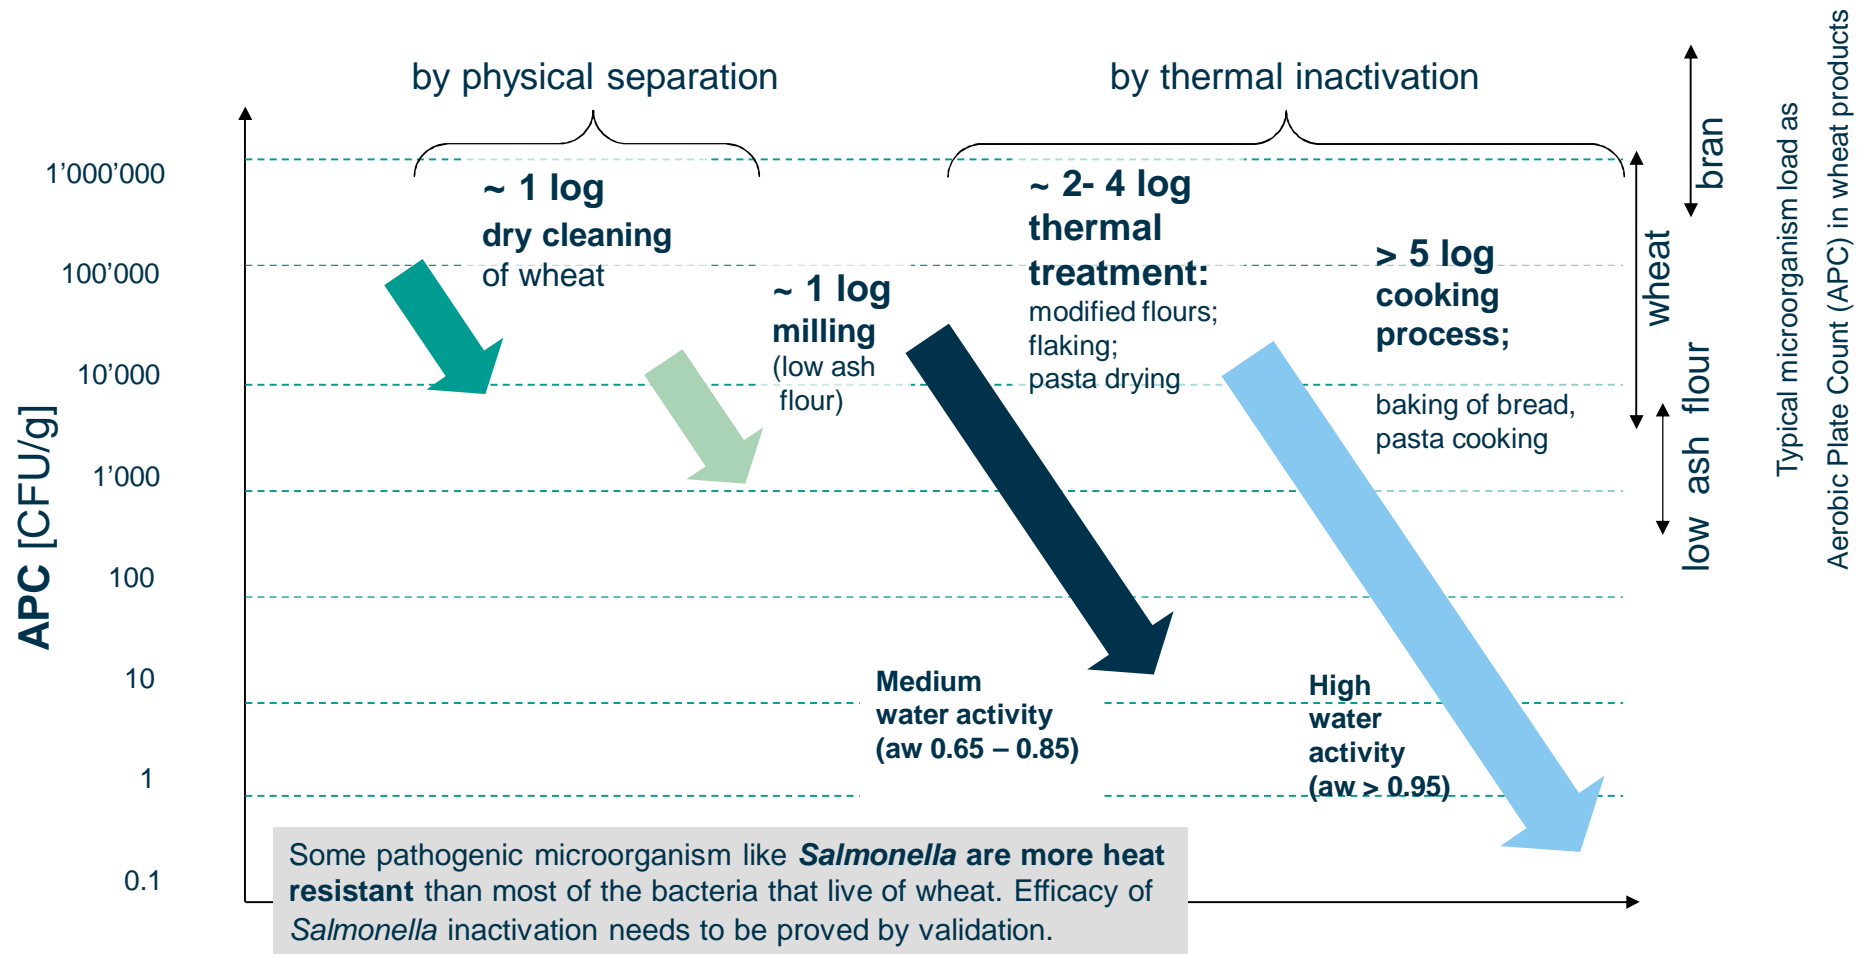 by physical separation
by thermal inactivation
1’000’000
100’000
10’000
1’000
100
10
1
0.1
APC [CFU/g]
~ 1 log
dry cleaning
of wheat
~ 1 log
milling
(low ash
flour)
~ 2- 4 log
thermal
treatment:
modified flours;
flaking;
pasta drying
> 5 log
cooking
process;
baking of bread,
pasta cooking
Medium
water activity
(aw 0.65 – 0.85)
High
water
activity
(aw > 0.95)
bran
wheat
low ash flour
Typical microorganism load as
Aerobic Plate Count (APC) in wheat products
Some pathogenic microorganism like Salmonella are more heat
resistant than most of the bacteria that live of wheat. Efficacy of
Salmonella inactivation needs to be proved by validation.